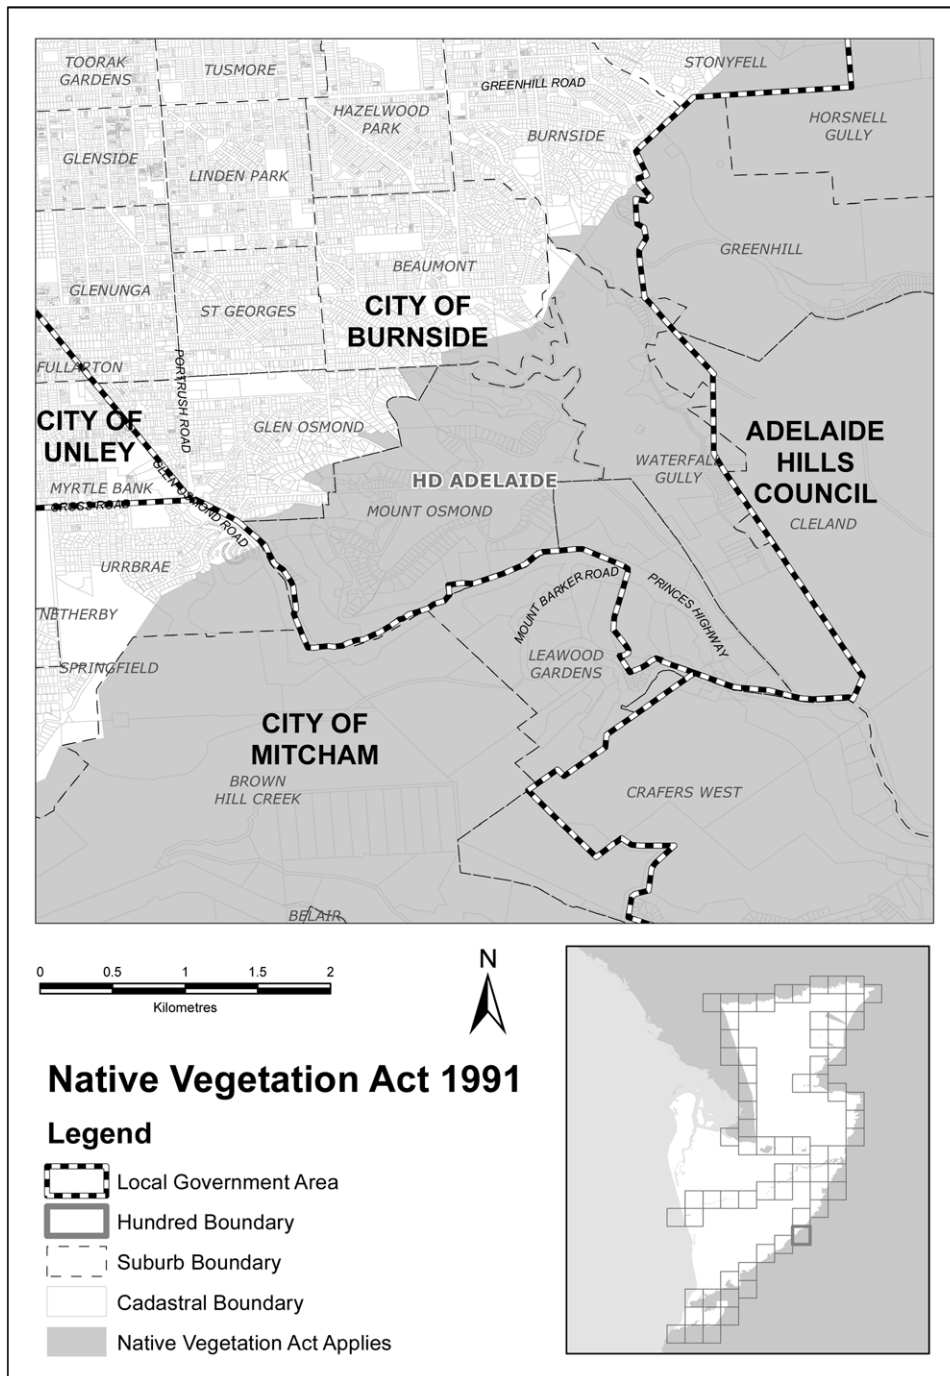 TOORAK
GARDENS
TUSMORE
STONYFELL
GREENHILL ROAD
HAZELWOOD
PARK
BURNSIDE
HORSNELL
GULLY
GLENSIDE
LINDEN PARK
GREENHILL
BEAUMONT
GLENUNGA
ST GEORGES
CITY OF
BURNSIDE
FULLARTON
PORTRUSH ROAD
CITY OF
UNLEY
GLEN OSMOND
ADELAIDE
HILLS
COUNCIL
WATERFALL
GULLY
HD ADELAIDE
MYRTLE BANK
CROSS ROAD
GLEN OSMOND ROAD
MOUNT OSMOND
CLELAND
URRBRAE
MOUNT BARKER ROAD
PRINCES HIGHWAY
NETHERBY
LEAWOOD
GARDENS
SPRINGFIELD
CITY OF
MITCHAM
BROWN
HILL CREEK
CRAFERS WEST
BELAIR
0 0.5 1 1.5 2
Kilometres
N
Native Vegetation Act 1991
Legend
Local Government Area
Hundred Boundary
Suburb Boundary
Cadastral Boundary
Native Vegetation Act Applies